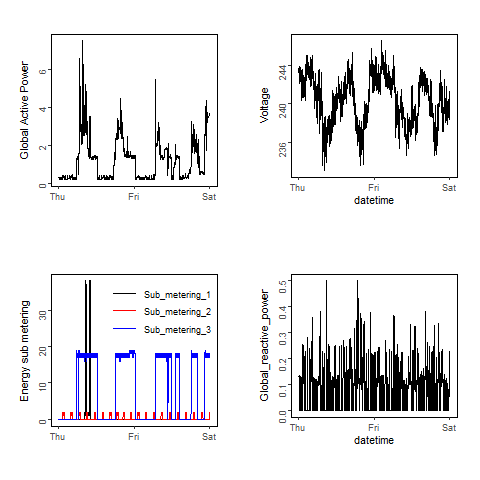 Global Active Power
0
2
4
6
Thu
Fri
Sat
Voltage
236
240
244
Thu
Fri
Sat
datetime
Energy sub metering
0
10
20
30
Sub_metering_1
Sub_metering_2
Sub_metering_3
Thu
Fri
Sat
Global_reactive_power
0.0
0.1
0.2
0.3
0.4
0.5
Thu
Fri
Sat
datetime